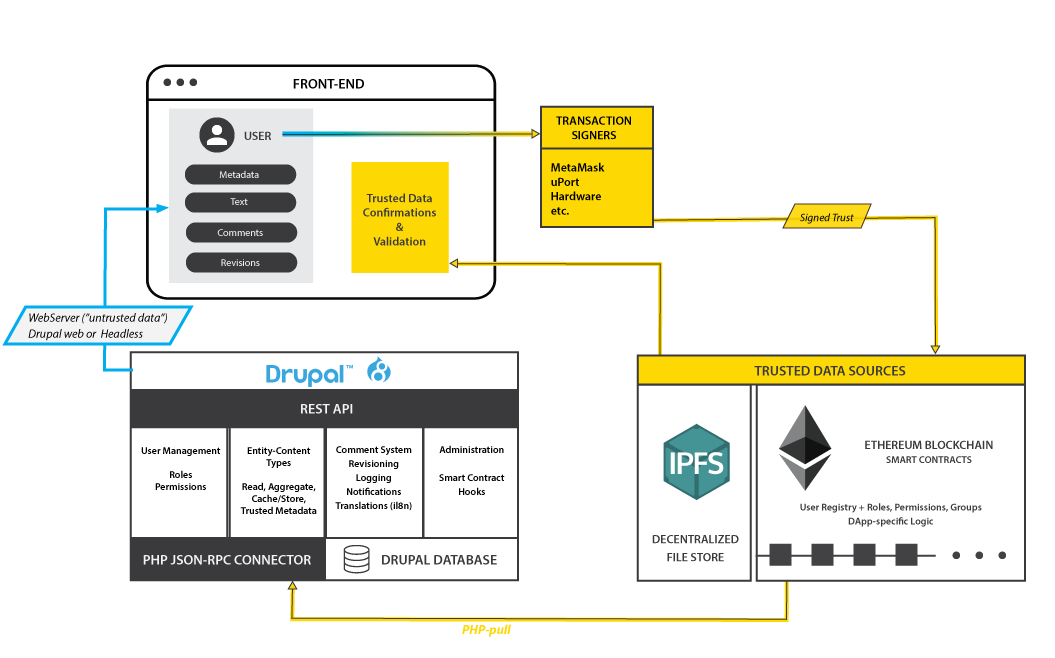 FRONT-END
USER
Metadata
Text
Comments
Revisions
Trusted Data
Confirmations
&
Validation
TRANSACTION
SIGNERS
MetaMask
uPort
Hardware
etc.
Signed Trust
WebServer ("untrusted data")
Drupal web or Headless
Drupal™ 8
REST API
User Management
Roles
Permissions
Entity-Content
Types
Read, Aggregate,
Cache/Store,
Trusted Metadata
Comment System
Revisioning
Logging
Notifications
Translations (il8n)
Administration
Smart Contract
Hooks
PHP JSON-RPC CONNECTOR
DRUPAL DATABASE
TRUSTED DATA SOURCES
IPFS
DECENTRALIZED
FILE STORE
ETHEREUM BLOCKCHAIN
SMART CONTRACTS
User Registry + Roles, Permissions, Groups
DApp-specific Logic
PHP-pull